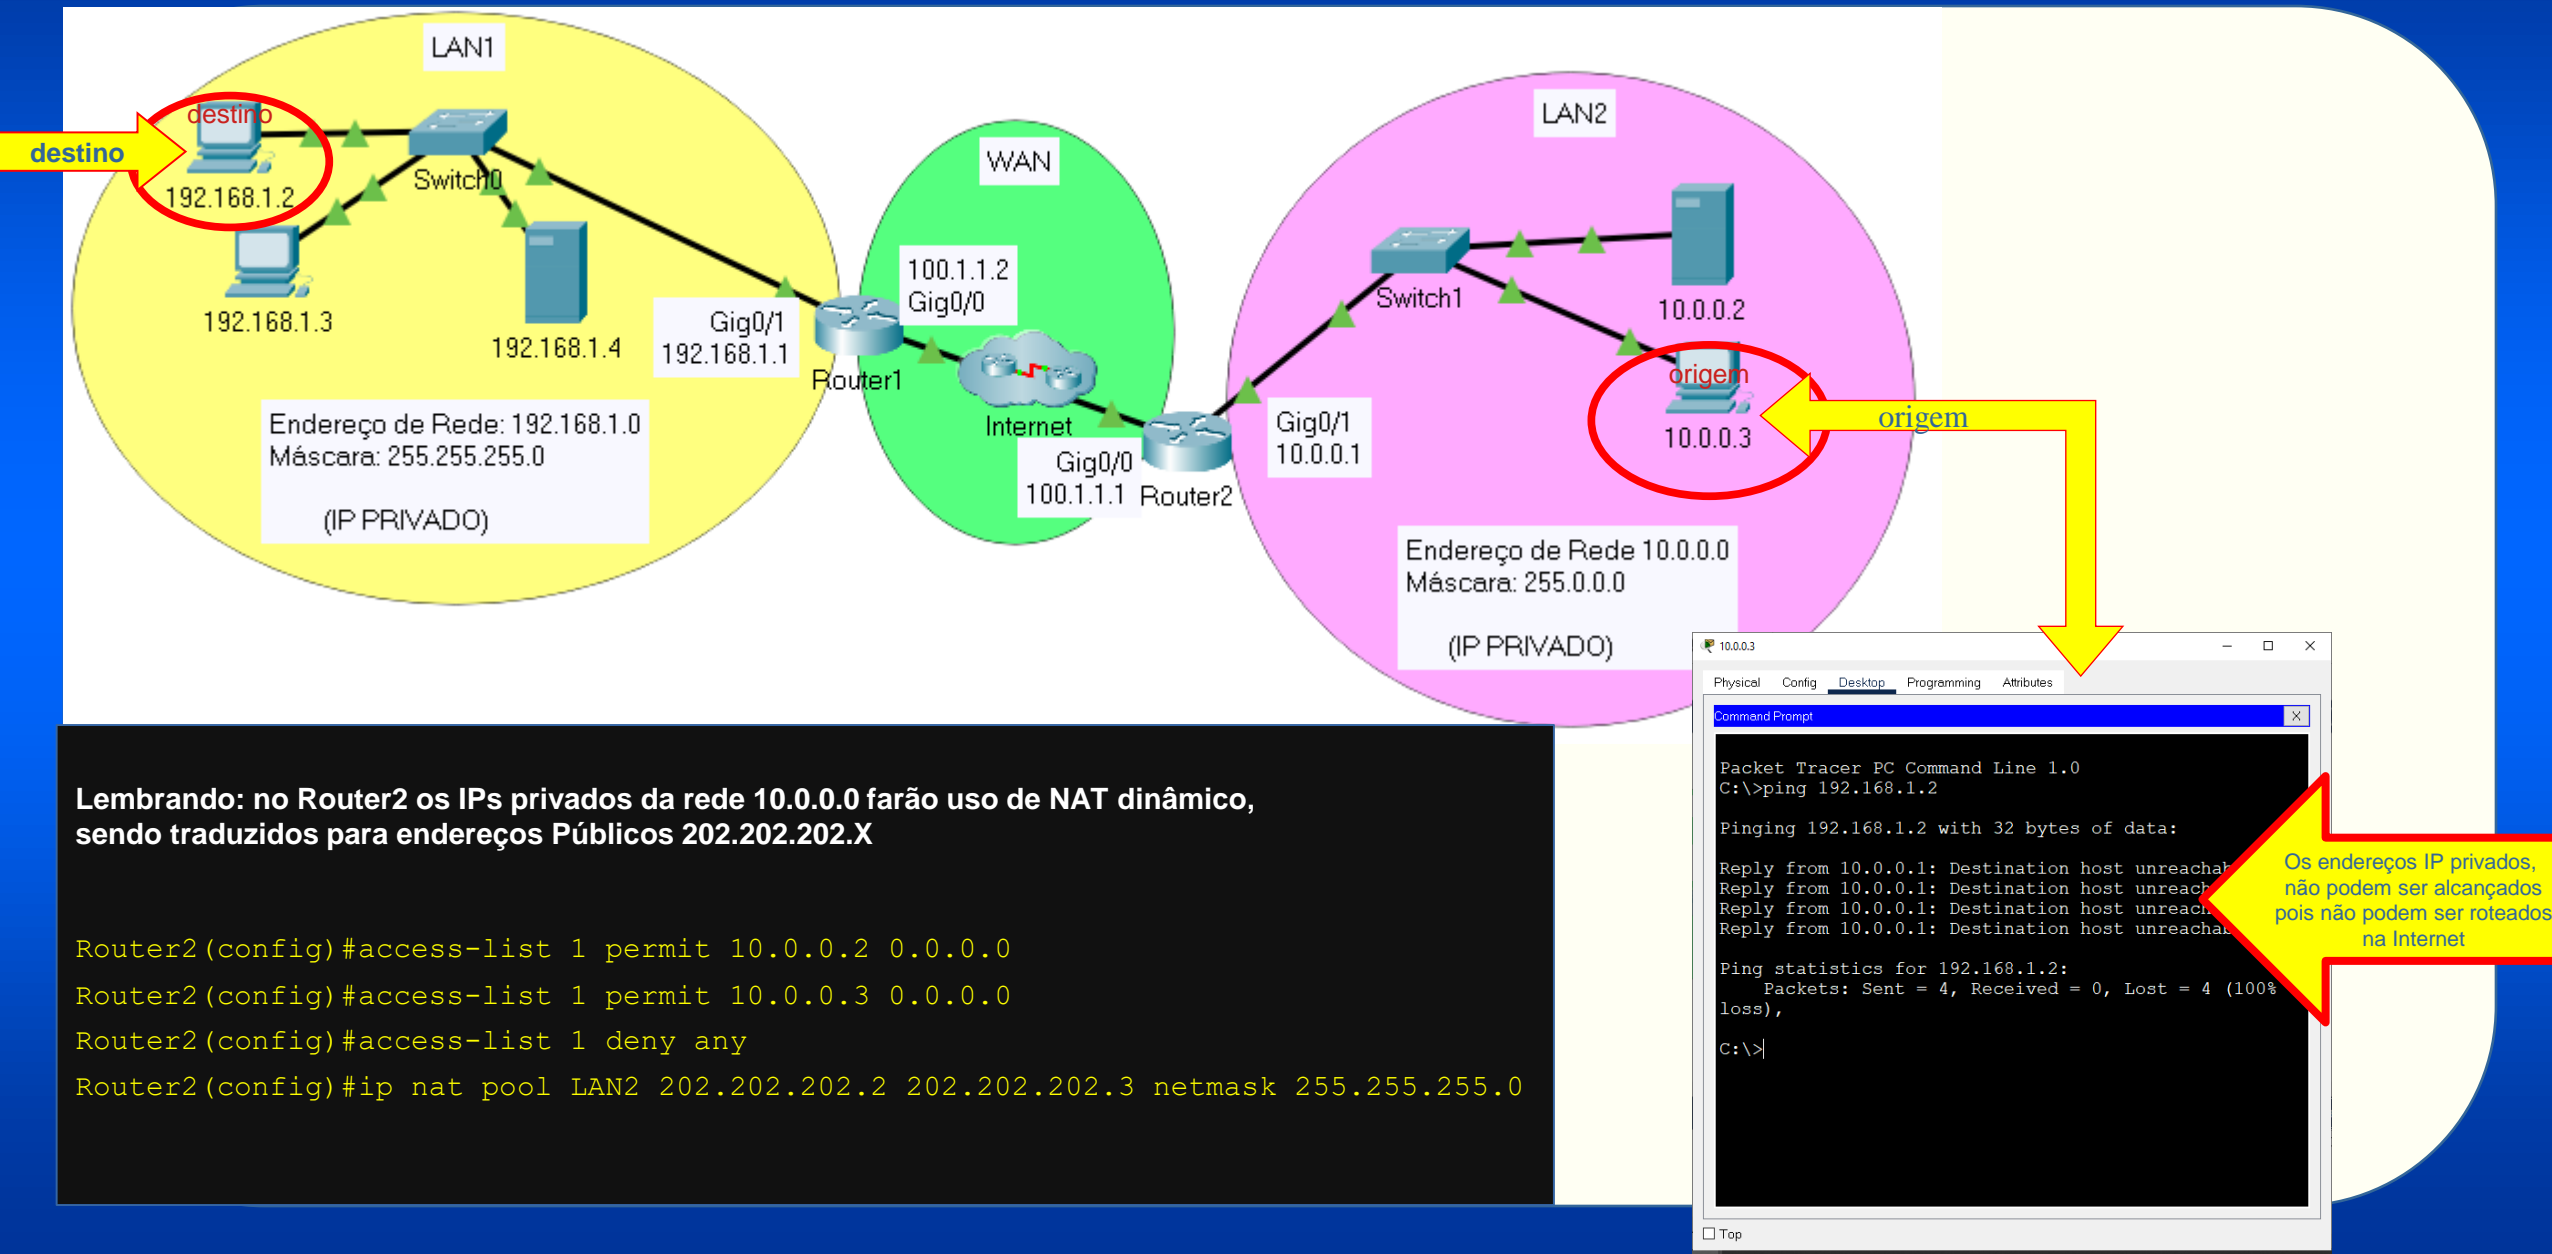 LAN1
destino
destino
192.168.1.2
Switch0
192.168.1.3
192.168.1.4
Gig0/1
192.168.1.1
Router1
Endereço de Rede: 192.168.1.0
Máscara: 255.255.255.0
(IP PRIVADO)
WAN
100.1.1.2
Gig0/0
Internet
Gig0/0
100.1.1.1
Router2
LAN2
Switch1
10.0.0.2
origem
origem
10.0.0.3
Gig0/1
10.0.0.1
Endereço de Rede 10.0.0.0
Máscara: 255.0.0.0
(IP PRIVADO)
Lembrando: no Router2 os IPs privados da rede 10.0.0.0 farão uso de NAT dinâmico,
sendo traduzidos para endereços Públicos 202.202.202.X
Router2(config)#access-list 1 permit 10.0.0.2 0.0.0.0
Router2(config)#access-list 1 permit 10.0.0.3 0.0.0.0
Router2(config)#access-list 1 deny any
Router2(config)#ip nat pool LAN2 202.202.202.2 202.202.202.3 netmask 255.255.255.0
10.0.0.3
Physical Config Desktop Programming Attributes
Command Prompt X
Packet Tracer PC Command Line 1.0
C:\>ping 192.168.1.2
Pinging 192.168.1.2 with 32 bytes of data:
Reply from 10.0.0.1: Destination host
Reply from 10.0.0.1: Destination host
Reply from 10.0.0.1: Destination host
Reply from 10.0.0.1: Destination host
Ping statistics for 192.168.1.2:
Packets: Sent = 4, Received = 0, Lost = 4 (100%
loss),
C:\>
Top
Os endereços IP privados,
não podem ser alcançados
pois não podem ser roteados
na Internet